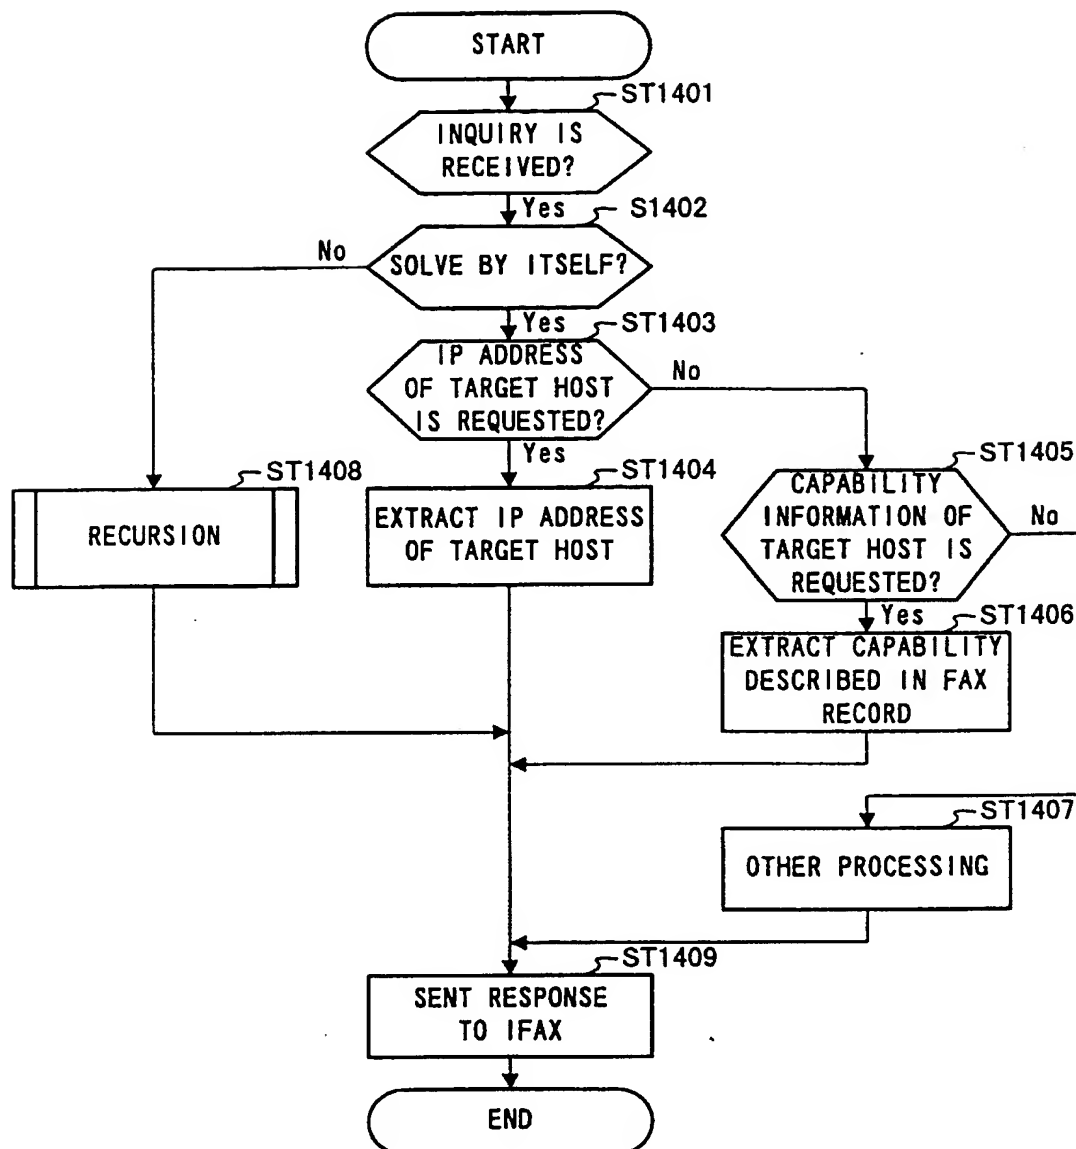 START
ST1401
INQUIRY IS
RECEIVED?
Yes
S1402
No
SOLVE BY ITSELF?
Yes
ST1403
IP ADDRESS
OF TARGET HOST
IS REQUESTED?
No
Yes
ST1408
RECURSION
ST1404
EXTRACT IP ADDRESS
OF TARGET HOST
ST1405
CAPABILITY
INFORMATION OF
TARGET HOST IS
REQUESTED?
No
Yes
ST1406
EXTRACT CAPABILITY
DESCRIBED IN FAX
RECORD
ST1407
OTHER PROCESSING
ST1409
SENT RESPONSE
TO IFAX
END